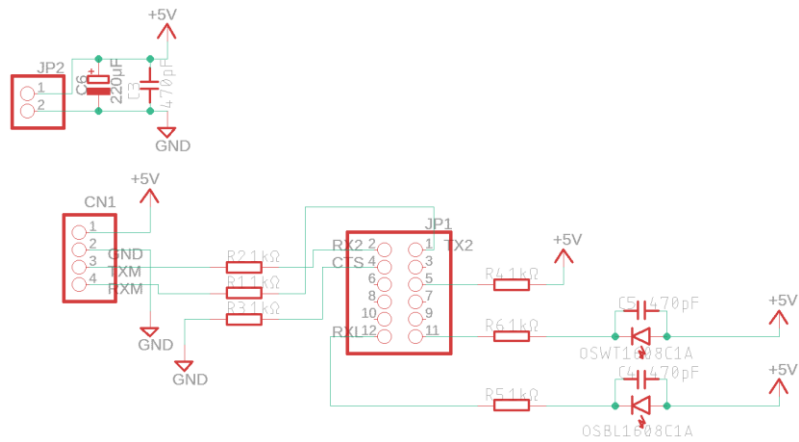 +5V
JP2
1
2
C6
220µF
C3
470pF
GND
+5V
CN1
1
2
3
4
GND
TXM
RXM
GND
GND
R2 1kΩ
R1 1kΩ
R3 1kΩ
JP1
RX2 2
1 TX2
CTS 4
3
6
5
8
7
10
9
RXL 12
11
R4 1kΩ
+5V
R6 1kΩ
C5 470pF
OSWT1608C1A
+5V
R5 1kΩ
C4 470pF
OSBL1608C1A
+5V